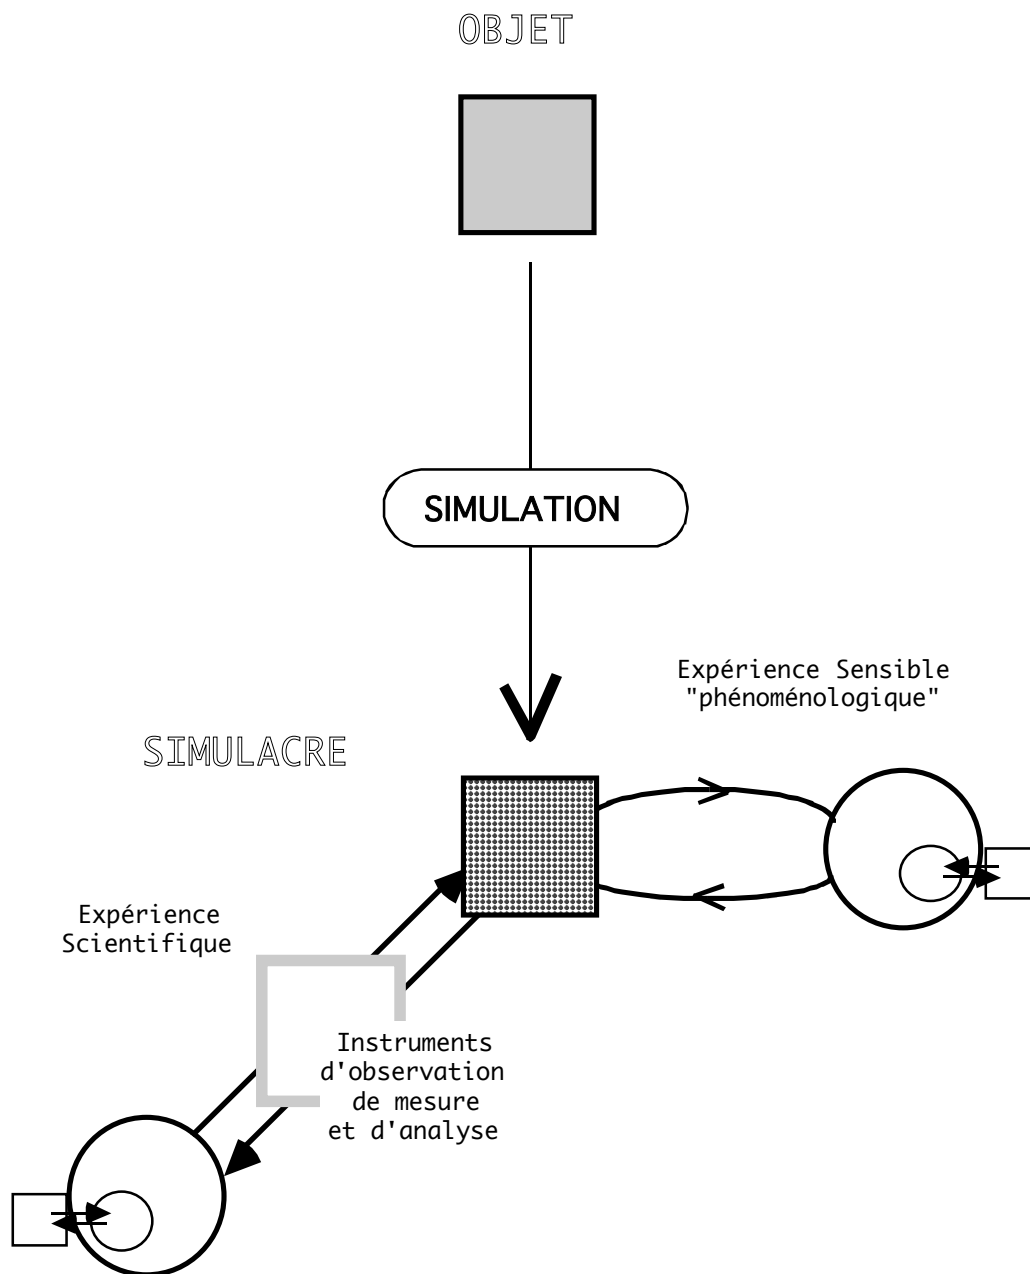 OBJET
SIMULATION
Expérience Sensible
"phénoménologique"
SIMULACRE
Expérience
Scientifique
Instruments
d'observation
de mesure
et d'analyse